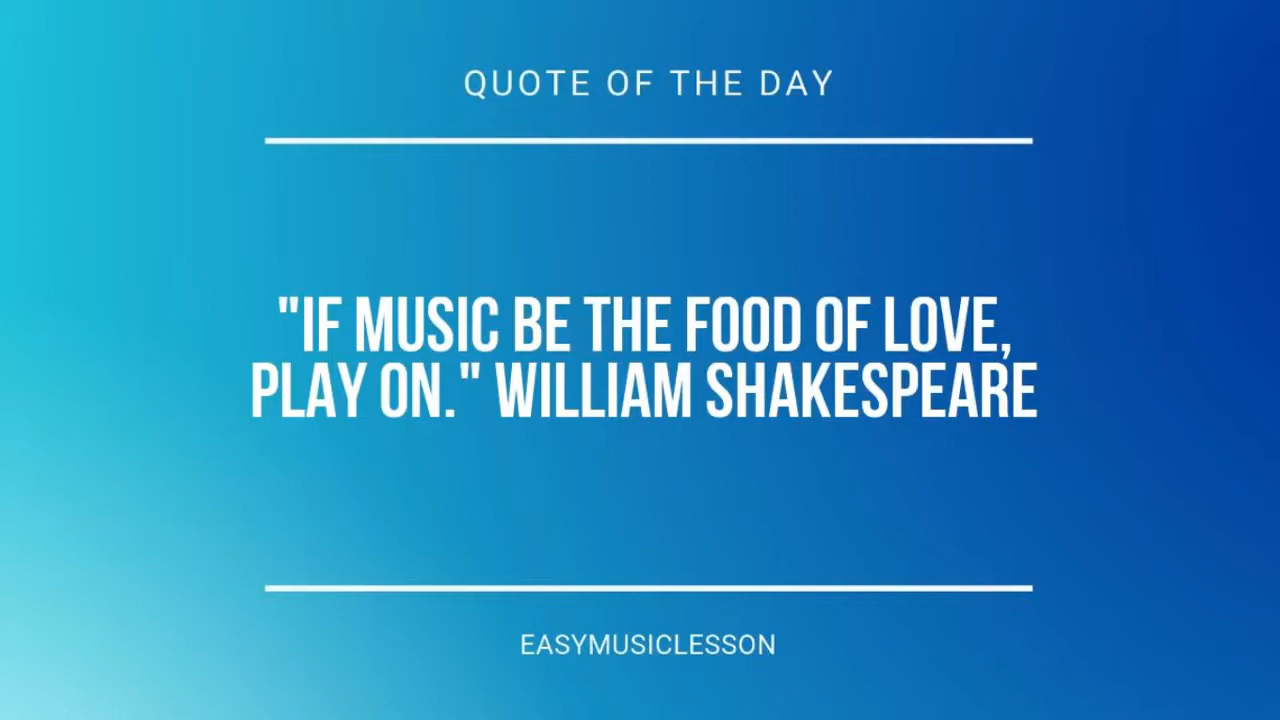 QUOTE OF THE DAY
"IF MUSIC BE THE FOOD OF LOVE,
PLAY ON." WILLIAM SHAKESPEARE
EASYMUSICLESSON